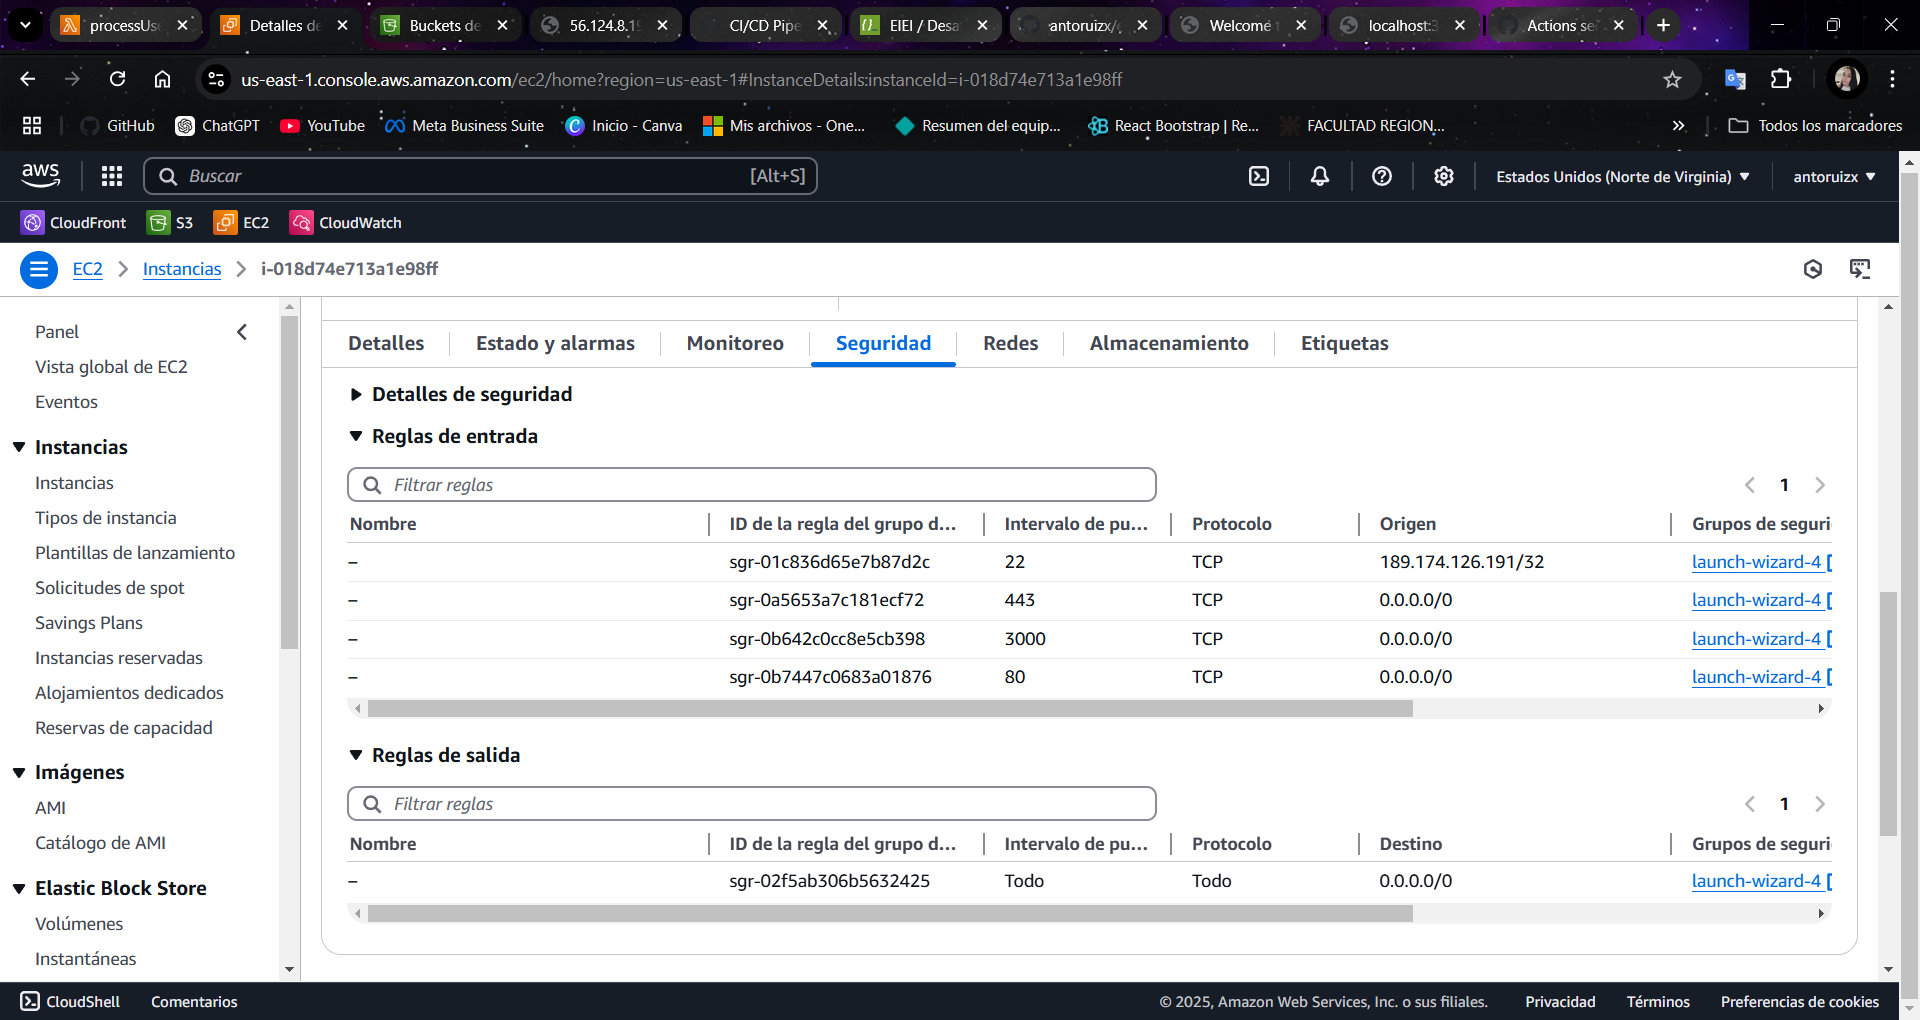 processUs
Detalles de
Buckets de
56.124.8.19
CI/CD Pipe
EIEI / Desa
antoruizx/
Welcome t
localhost:3
Actions se
us-east-1.console.aws.amazon.com/ec2/home?region=us-east-1#InstanceDetails:instanceId=i-018d74e713a1e98ff
GitHub
ChatGPT
YouTube
Meta Business Suite
Inicio - Canva
Mis archivos - One...
Resumen del equip...
React Bootstrap | Re...
FACULTAD REGION...
Todos los marcadores
aws
Buscar
[Alt+S]
Estados Unidos (Norte de Virginia)
antoruizx
CloudFront
S3
EC2
CloudWatch
EC2
Instancias
i-018d74e713a1e98ff
Panel
Vista global de EC2
Eventos
Instancias
Instancias
Tipos de instancia
Plantillas de lanzamiento
Solicitudes de spot
Savings Plans
Instancias reservadas
Alojamientos dedicados
Reservas de capacidad
Imágenes
AMI
Catálogo de AMI
Elastic Block Store
Volúmenes
Instantáneas
Detalles
Estado y alarmas
Monitoreo
Seguridad
Redes
Almacenamiento
Etiquetas
Detalles de seguridad
Reglas de entrada
Filtrar reglas
1
Nombre ID de la regla del grupo d... Intervalo de pu... Protocolo Origen Grupos de seguri
– sgr-01c836d65e7b87d2c 22 TCP 189.174.126.191/32 launch-wizard-4
– sgr-0a5653a7c181ecf72 443 TCP 0.0.0.0/0 launch-wizard-4
– sgr-0b642c0cc8e5cb398 3000 TCP 0.0.0.0/0 launch-wizard-4
– sgr-0b7447c0683a01876 80 TCP 0.0.0.0/0 launch-wizard-4
Reglas de salida
Filtrar reglas
1
Nombre ID de la regla del grupo d... Intervalo de pu... Protocolo Destino Grupos de seguri
– sgr-02f5ab306b5632425 Todo Todo 0.0.0.0/0 launch-wizard-4
CloudShell
Comentarios
© 2025, Amazon Web Services, Inc. o sus filiales.
Privacidad
Términos
Preferencias de cookies